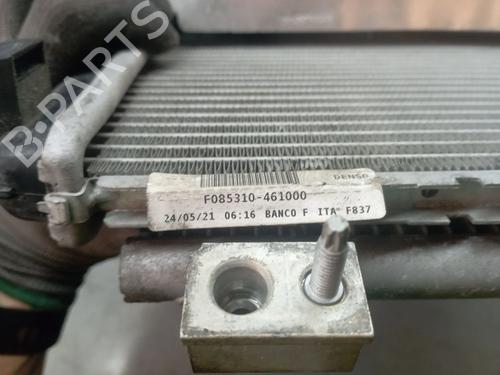 B-PARTS
DENSO
F085310-461000
24/05/21 06:16 BANCO F ITA F837